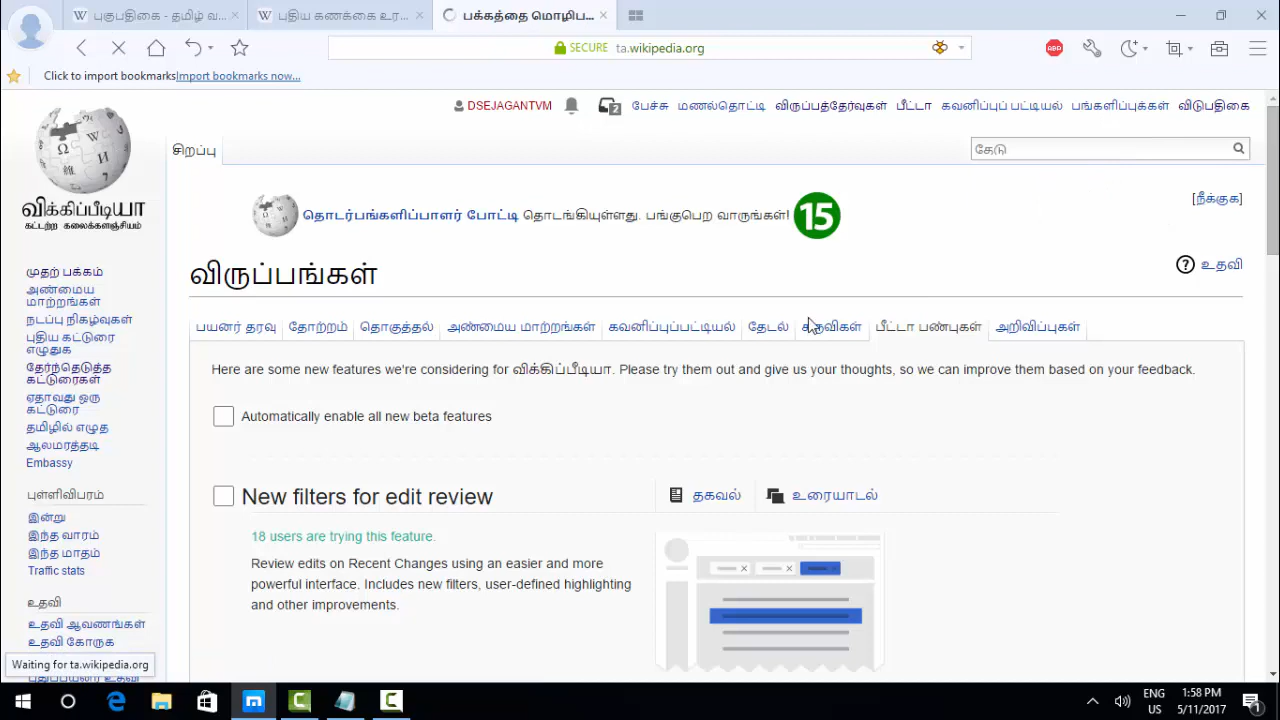 புகுபதிகை - தமிழ் வ...
புதிய கணக்கை உரு...
பக்கத்தை மொழிப...
SECURE ta.wikipedia.org
ABP
Click to import bookmarks Import bookmarks now...
DSEJAGANTVM 2 பேச்சு மணல்தொட்டி விருப்பத்தேர்வுகள் பீட்டா கவனிப்புப் பட்டியல் பங்களிப்புக்கள் விடுபதிகை
சிறப்பு
தேடு
விக்கிப்பீடியா
கட்டற்ற கலைக்களஞ்சியம்
தொடர்பங்களிப்பாளர் போட்டி தொடங்கியுள்ளது. பங்குபெற வாருங்கள்! 15
[நீக்குக]
விருப்பங்கள்
உதவி
முதற் பக்கம்
அண்மைய
மாற்றங்கள்
நடப்பு நிகழ்வுகள்
புதிய கட்டுரை
எழுதுக
தேர்ந்தெடுத்த
கட்டுரைகள்
ஏதாவது ஒரு
கட்டுரை
தமிழில் எழுத
ஆலமரத்தடி
Embassy
புள்ளிவிபரம்
இன்று
இந்த வாரம்
இந்த மாதம்
Traffic stats
உதவி
உதவி ஆவணங்கள்
உதவி கோருக
புதுப்பயனர் உதவி
பயனர் தரவு தோற்றம் தொகுத்தல் அண்மைய மாற்றங்கள் கவனிப்புப்பட்டியல் தேடல் பீட்டா பண்புகள் அறிவிப்புகள்
Here are some new features we're considering for விக்கிப்பீடியா. Please try them out and give us your thoughts, so we can improve them based on your feedback.
Automatically enable all new beta features
New filters for edit review
தகவல் உரையாடல்
18 users are trying this feature.
Review edits on Recent Changes using an easier and more
powerful interface. Includes new filters, user-defined highlighting
and other improvements.
Waiting for ta.wikipedia.org
ENG
US
1:58 PM
5/11/2017
1